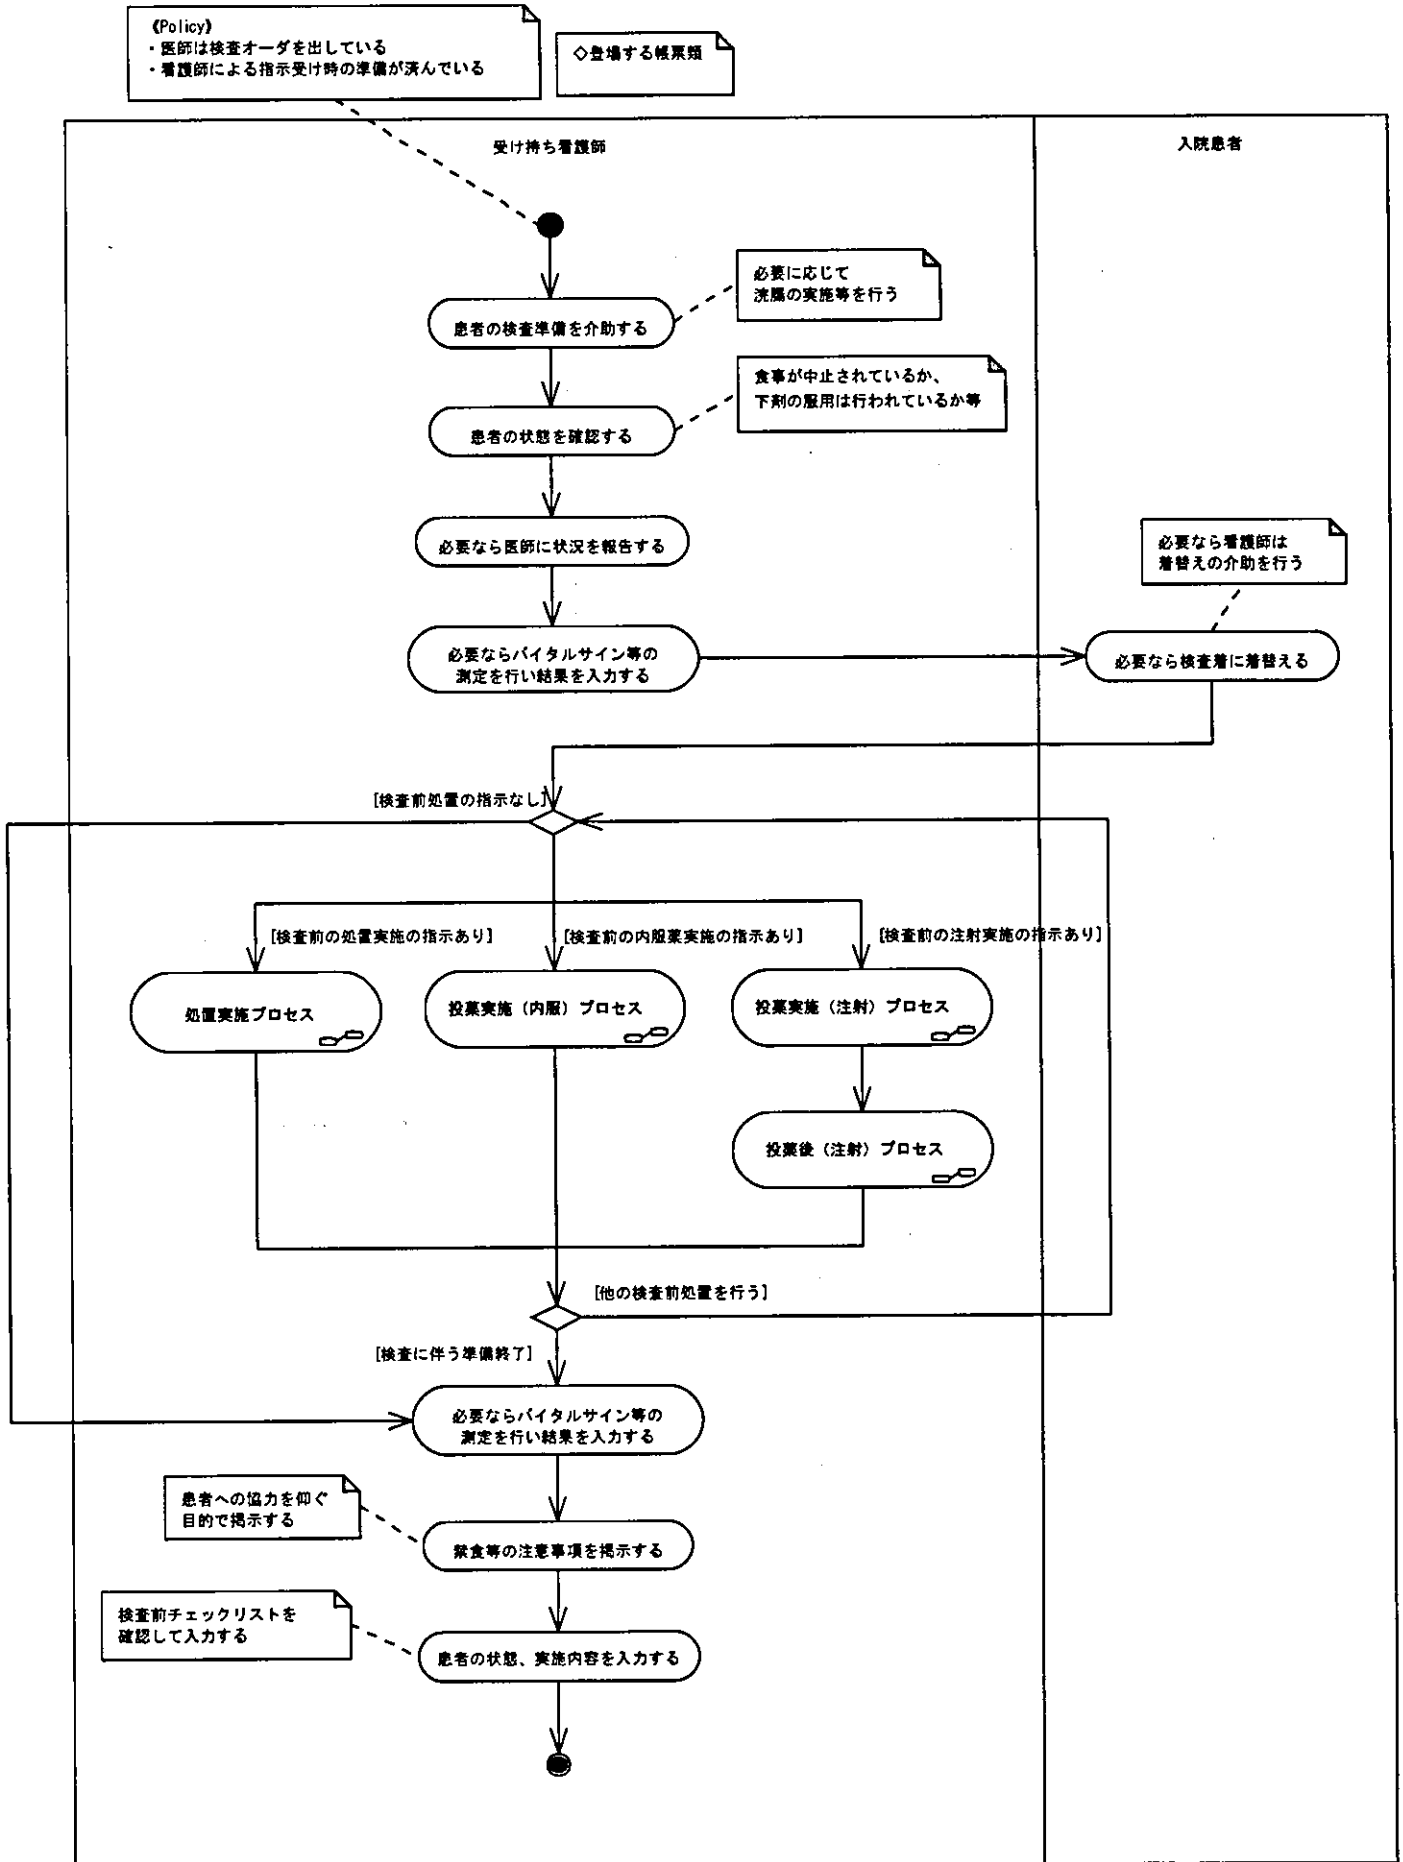 《Policy》
・医師は検査オーダを出している
・看護師による指示受け時の準備が済んでいる
◇登場する帳票類
受け持ち看護師
入院患者
必要に応じて
浣腸の実施等を行う
患者の検査準備を介助する
食事が中止されているか、
下剤の服用は行われているか等
患者の状態を確認する
必要なら医師に状況を報告する
必要なら看護師は
着替えの介助を行う
必要ならバイタルサイン等の
測定を行い結果を入力する
必要なら検査着に着替える
[検査前処置の指示なし]
[検査前の処置実施の指示あり]
[検査前の内服薬実施の指示あり]
[検査前の注射実施の指示あり]
処置実施プロセス
投薬実施（内服）プロセス
投薬実施（注射）プロセス
投薬後（注射）プロセス
[他の検査前処置を行う]
[検査に伴う準備終了]
必要ならバイタルサイン等の
測定を行い結果を入力する
患者への協力を仰ぐ
目的で掲示する
禁食等の注意事項を掲示する
検査前チェックリストを
確認して入力する
患者の状態、実施内容を入力する